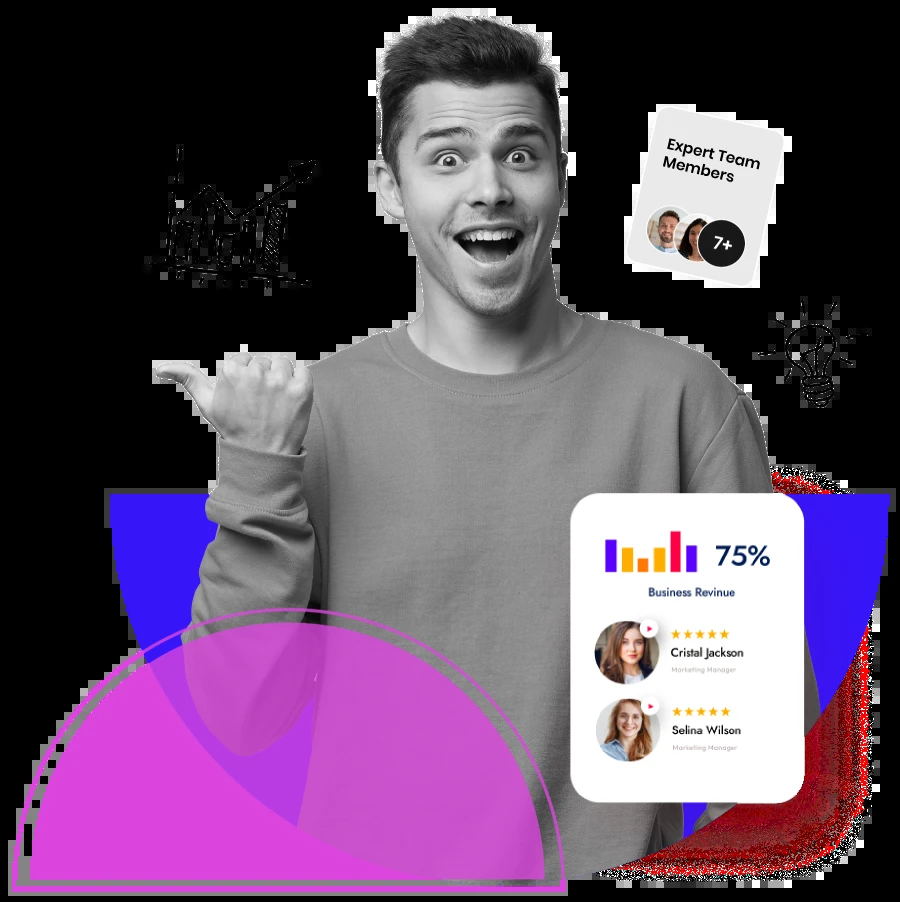 Expert Team
Members
7+
75%
Business Revinue
Cristal Jackson
Marketing Manager
Selina Wilson
Marketing Manager